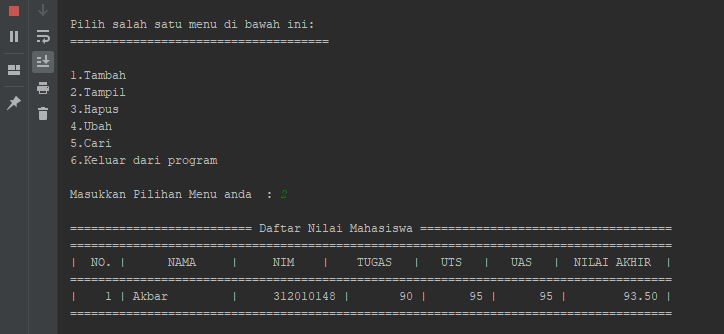 Pilih salah satu menu di bawah ini:
=====================================
1.Tambah
2.Tampil
3.Hapus
4.Ubah
5.Cari
6.Keluar dari program
Masukkan Pilihan Menu anda  : 2
========================== Daftar Nilai Mahasiswa ====================================
======================================================================================
|  NO. |      NAMA     |     NIM    |    TUGAS   |   UTS   |   UAS   |  NILAI AKHIR  |
======================================================================================
|    1 | Akbar         |     312010148 |       90 |      95 |      95 |        93.50 |
======================================================================================